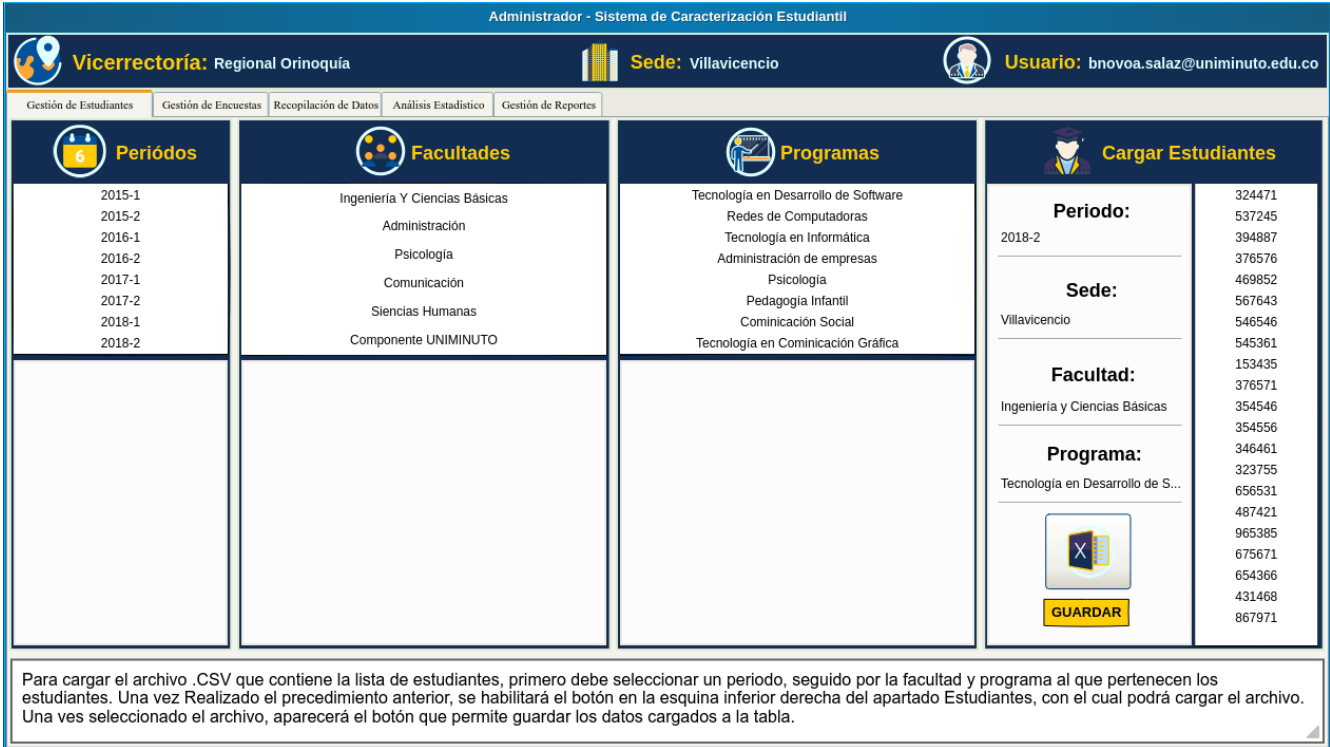 Administrador - Sistema de Caracterización Estudiantil
Vicerrectoría: Regional Orinoquía
Sede: Villavicencio
Usuario: bnovoa.salaz@uniminuto.edu.co
Gestión de Estudiantes
Gestión de Encuestas
Recopilación de Datos
Análisis Estadístico
Gestión de Reportes
6
Periódos
2015-1
2015-2
2016-1
2016-2
2017-1
2017-2
2018-1
2018-2
Facultades
Ingeniería Y Ciencias Básicas
Administración
Psicología
Comunicación
Siencias Humanas
Componente UNIMINUTO
Programas
Tecnología en Desarrollo de Software
Redes de Computadoras
Tecnología en Informática
Administración de empresas
Psicología
Pedagogía Infantil
Cominicación Social
Tecnología en Cominicación Gráfica
Cargar Estudiantes
Periodo:
2018-2
Sede:
Villavicencio
Facultad:
Ingeniería y Ciencias Básicas
Programa:
Tecnología en Desarrollo de S...
X
GUARDAR
324471
537245
394887
376576
469852
567643
546546
545361
153435
376571
354546
354556
346461
323755
656531
487421
965385
675671
654366
431468
867971
Para cargar el archivo .CSV que contiene la lista de estudiantes, primero debe seleccionar un periodo, seguido por la facultad y programa al que pertenecen los
estudiantes. Una vez Realizado el precedimiento anterior, se habilitará el botón en la esquina inferior derecha del apartado Estudiantes, con el cual podrá cargar el archivo.
Una ves seleccionado el archivo, aparecerá el botón que permite guardar los datos cargados a la tabla.